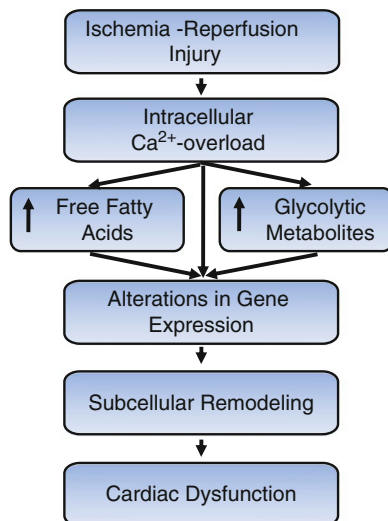 Ischemia -Reperfusion
Injury
Intracellular
Ca²⁺-overload
Free Fatty
Acids
Glycolytic
Metabolites
Alterations in Gene
Expression
Subcellular Remodeling
Cardiac Dysfunction